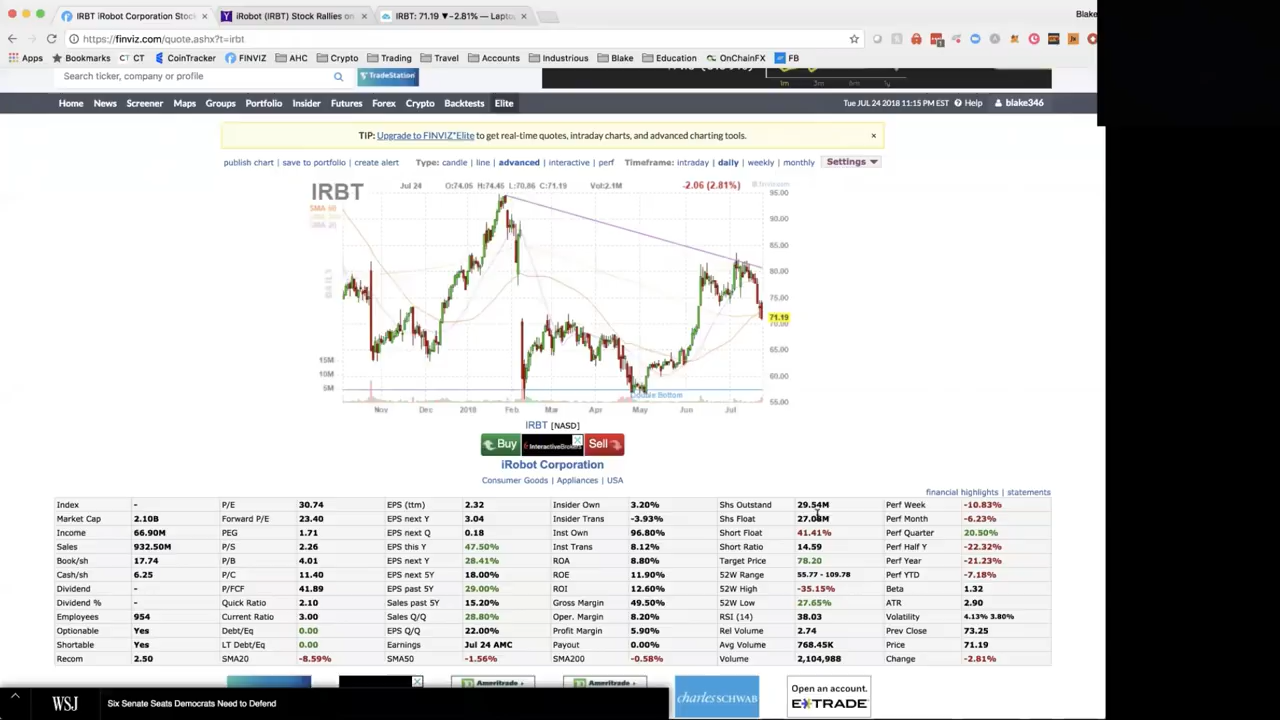 IRBT iRobot Corporation Stock
iRobot (IRBT) Stock Rallies on
IRBT: 71.19 ▼-2.81% — Laptop
Blake
https://finviz.com/quote.ashx?t=irbt
Apps Bookmarks CT CT CoinTracker FINVIZ AHC Crypto Trading Travel Accounts Industrious Blake Education OnChainFX FB
Search ticker, company or profile TradeStation
1m 3m 6m 1y
Home News Screener Maps Groups Portfolio Insider Futures Forex Crypto Backtests Elite Tue JUL 24 2018 11:15 PM EST Help blake346
TIP: Upgrade to FINVIZ*Elite to get real-time quotes, intraday charts, and advanced charting tools. ×
publish chart | save to portfolio | create alert Type: candle | line | advanced | interactive | perf Timeframe: intraday | daily | weekly | monthly Settings
IRBT Jul 24 O:74.05 H:74.45 L:70.86 C:71.19 Vol:2.1M -2.06 (2.81%)
95.00
90.00
85.00
80.00
75.00
71.19
70.00
65.00
60.00
55.00
15M
10M
5M
DAILY
Double Bottom
Nov Dec 2018 Feb Mar Apr May Jun Jul
IRBT [NASD]
Buy InteractiveBrokers Sell
iRobot Corporation
Consumer Goods | Appliances | USA
financial highlights | statements
Index - P/E 30.74 EPS (ttm) 2.32 Insider Own 3.20% Shs Outstand 29.54M Perf Week -10.83%
Market Cap 2.10B Forward P/E 23.40 EPS next Y 3.04 Insider Trans -3.93% Shs Float 27.08M Perf Month -6.23%
Income 66.90M PEG 1.71 EPS next Q 0.18 Inst Own 96.80% Short Float 41.41% Perf Quarter 20.50%
Sales 932.50M P/S 2.26 EPS this Y 47.50% Inst Trans 8.12% Short Ratio 14.59 Perf Half Y -22.32%
Book/sh 17.74 P/B 4.01 EPS next Y 28.41% ROA 8.80% Target Price 78.20 Perf Year -21.23%
Cash/sh 6.25 P/C 11.40 EPS next 5Y 18.00% ROE 11.90% 52W Range 55.77 - 109.78 Perf YTD -7.18%
Dividend - P/FCF 41.89 EPS past 5Y 29.00% ROI 12.60% 52W High -35.15% Beta 1.32
Dividend % - Quick Ratio 2.10 Sales past 5Y 15.20% Gross Margin 49.50% 52W Low 27.65% ATR 2.90
Employees 954 Current Ratio 3.00 Sales Q/Q 28.80% Oper. Margin 8.20% RSI (14) 38.03 Volatility 4.13% 3.80%
Optionable Yes Debt/Eq 0.00 EPS Q/Q 22.00% Profit Margin 5.90% Rel Volume 2.74 Prev Close 73.25
Shortable Yes LT Debt/Eq 0.00 Earnings Jul 24 AMC Payout 0.00% Avg Volume 768.45K Price 71.19
Recom 2.50 SMA20 -8.59% SMA50 -1.56% SMA200 -0.58% Volume 2,104,988 Change -2.81%
Ameritrade Ameritrade charles SCHWAB Open an account.
E*TRADE
WSJ Six Senate Seats Democrats Need to Defend